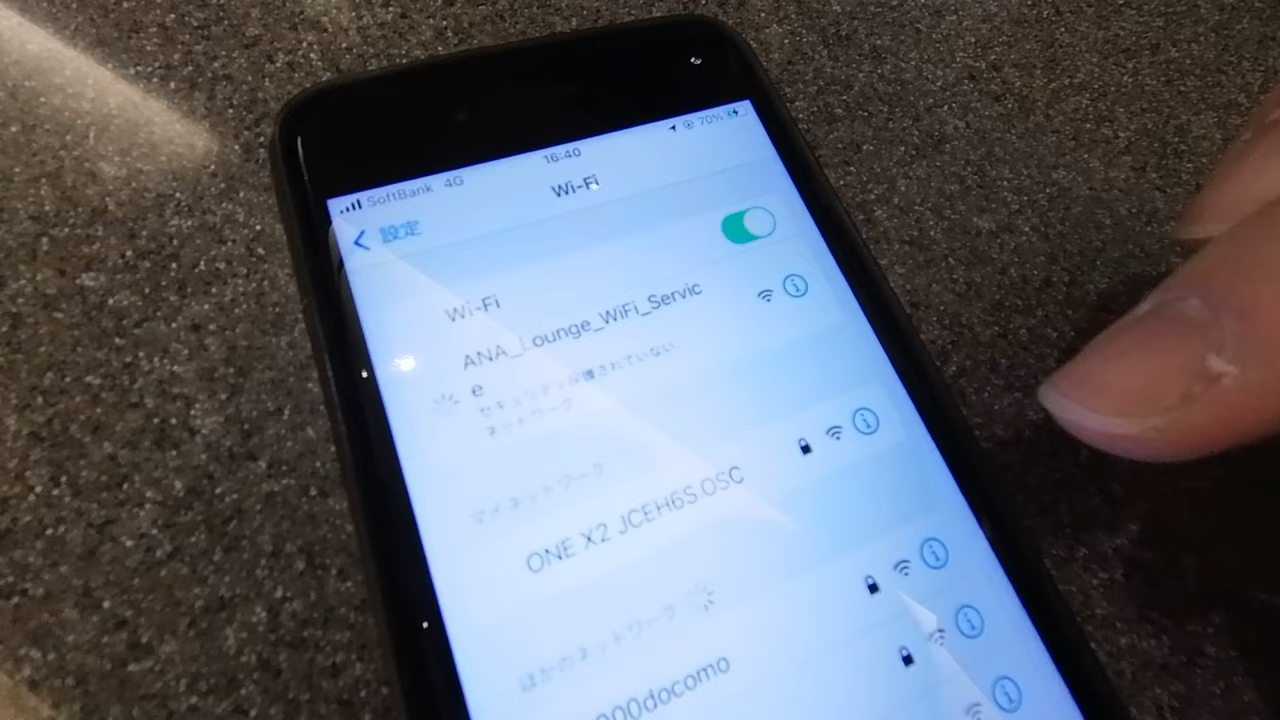 SoftBank 4G 16:40 70%
設定 Wi-Fi
Wi-Fi
ANA_Lounge_WiFi_Servic
e
セキュリティ保護されていない
ネットワーク
マイネットワーク
ONE X2 JCEH6S.OSC
ほかのネットワーク
000docomo